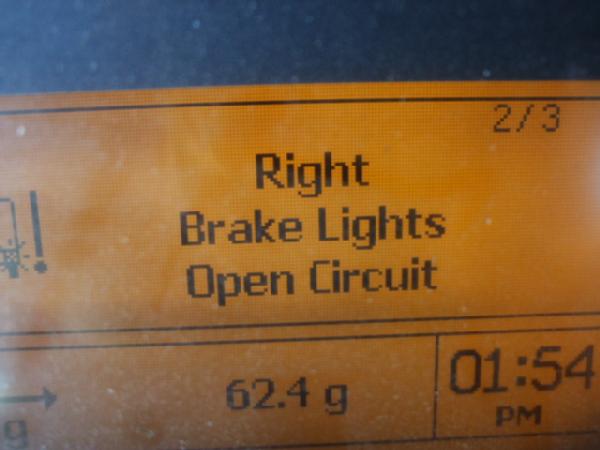 2/3
Right
Brake Lights
Open Circuit
62.4 g
01:54
PM
g